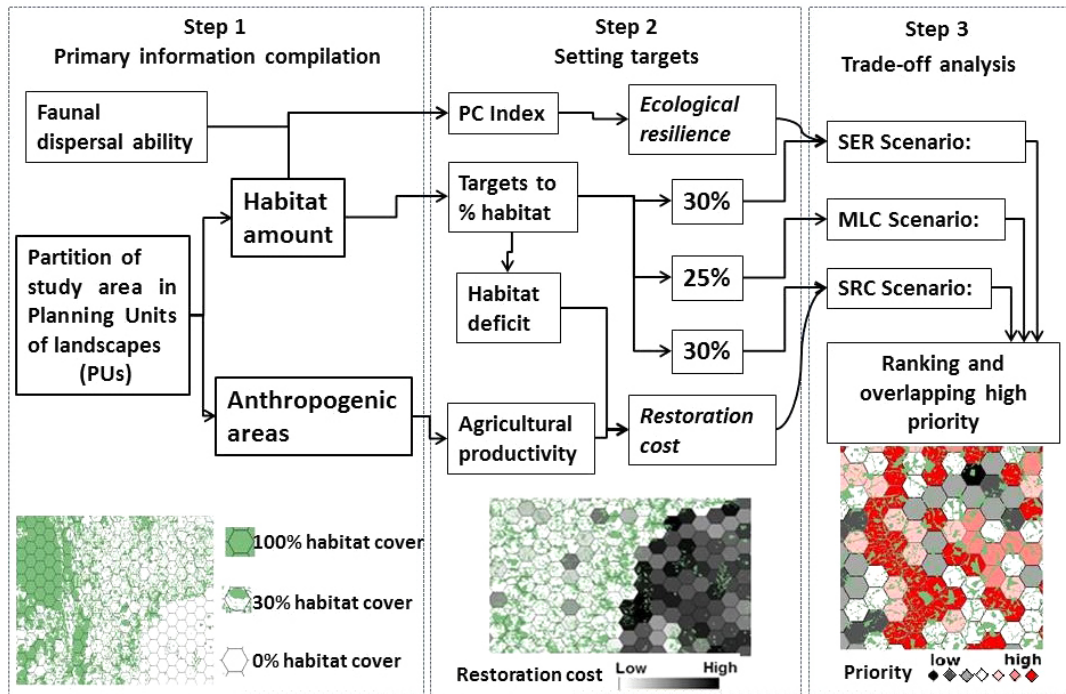 Step 1
Primary information compilation
Faunal
dispersal ability
Habitat
amount
Partition of
study area in
Planning Units
of landscapes
(PUs)
Anthropogenic
areas
100% habitat cover
30% habitat cover
0% habitat cover
Step 2
Setting targets
PC Index
Ecological
resilience
Targets to
% habitat
30%
25%
Habitat
deficit
30%
Agricultural
productivity
Restoration
cost
Restoration cost
Low High
Step 3
Trade-off analysis
SER Scenario:
MLC Scenario:
SRC Scenario:
Ranking and
overlapping high
priority
Priority low high